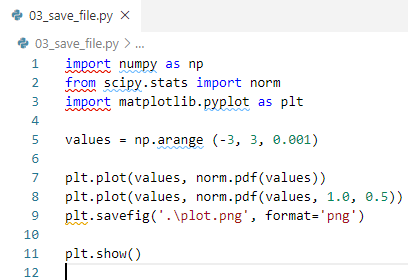 03_save_file.py ×
03_save_file.py > ...
1 import numpy as np
2 from scipy.stats import norm
3 import matplotlib.pyplot as plt
4
5 values = np.arange (-3, 3, 0.001)
6
7 plt.plot(values, norm.pdf(values))
8 plt.plot(values, norm.pdf(values, 1.0, 0.5))
9 plt.savefig('.\plot.png', format='png')
10
11 plt.show()
12